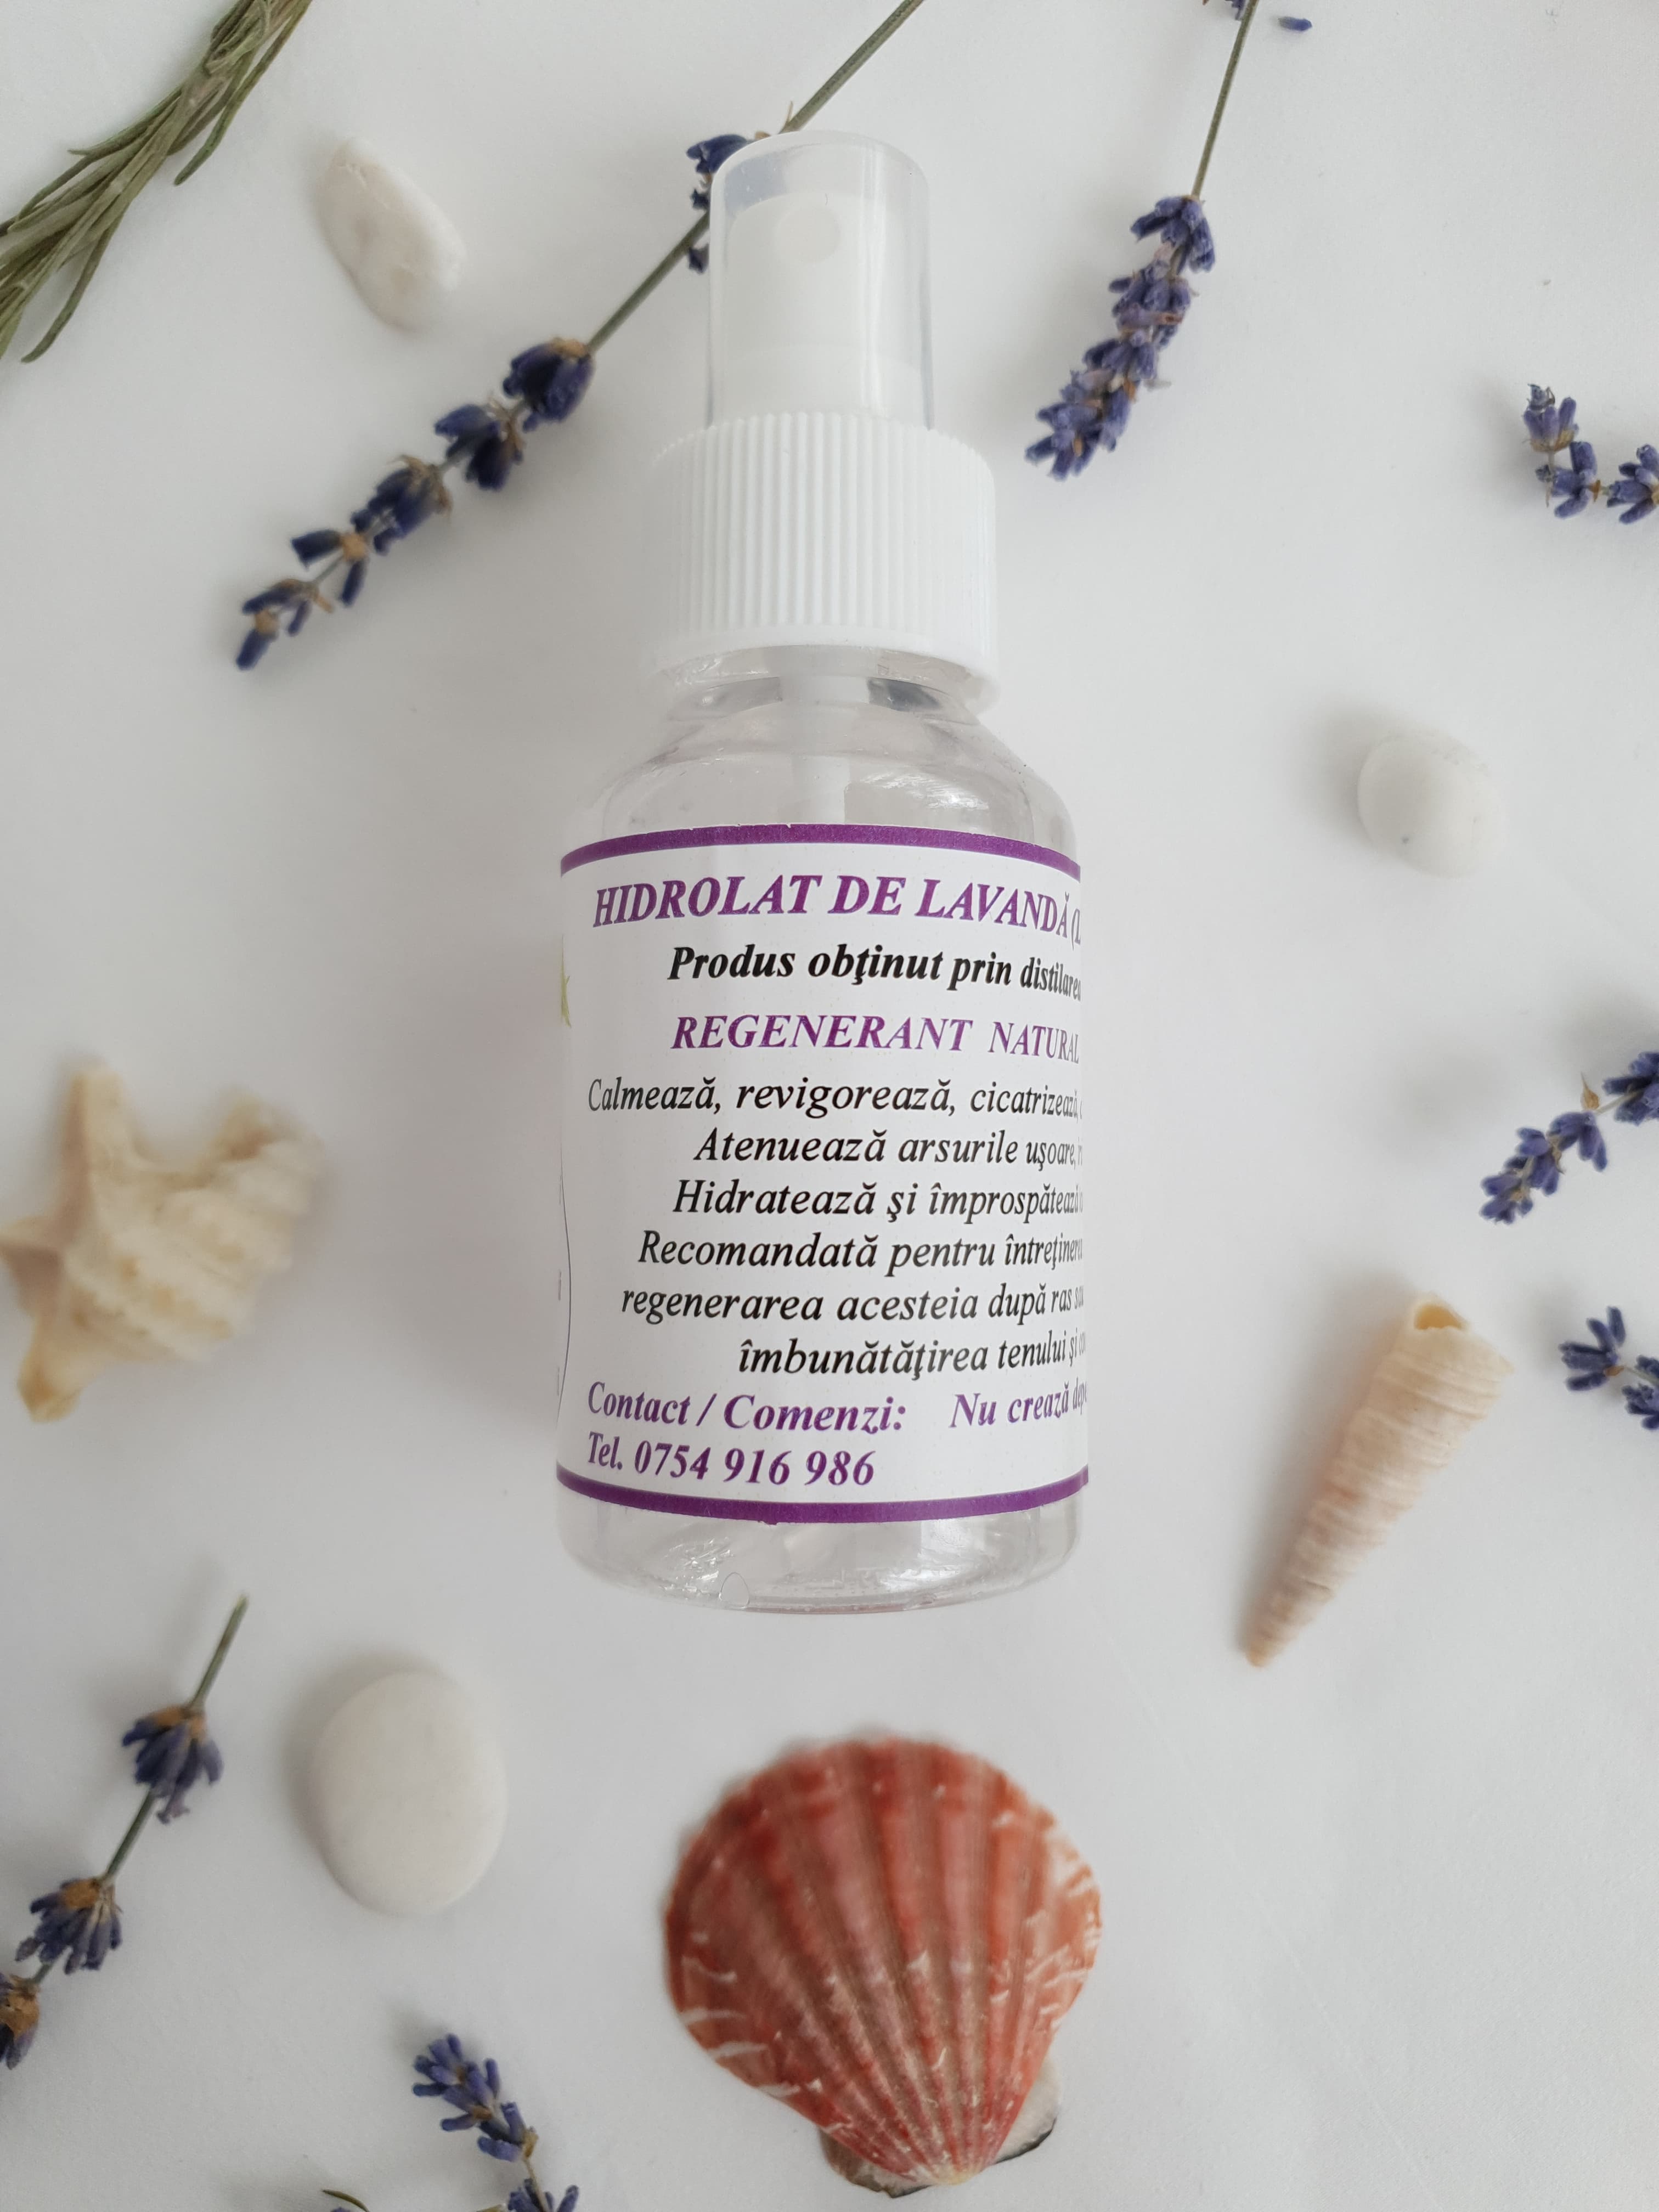 HIDROLAT DE LAVANDĂ (L
Produs obţinut prin distilarea
REGENERANT NATURAL
Calmează, revigorează, cicatrizează,
Atenuează arsurile uşoare,
Hidratează şi împrospătează
Recomandată pentru întreţinerea
regenerarea acesteia după ras
îmbunătăţirea tenului şi
Contact / Comenzi: Nu crează
Tel. 0754 916 986